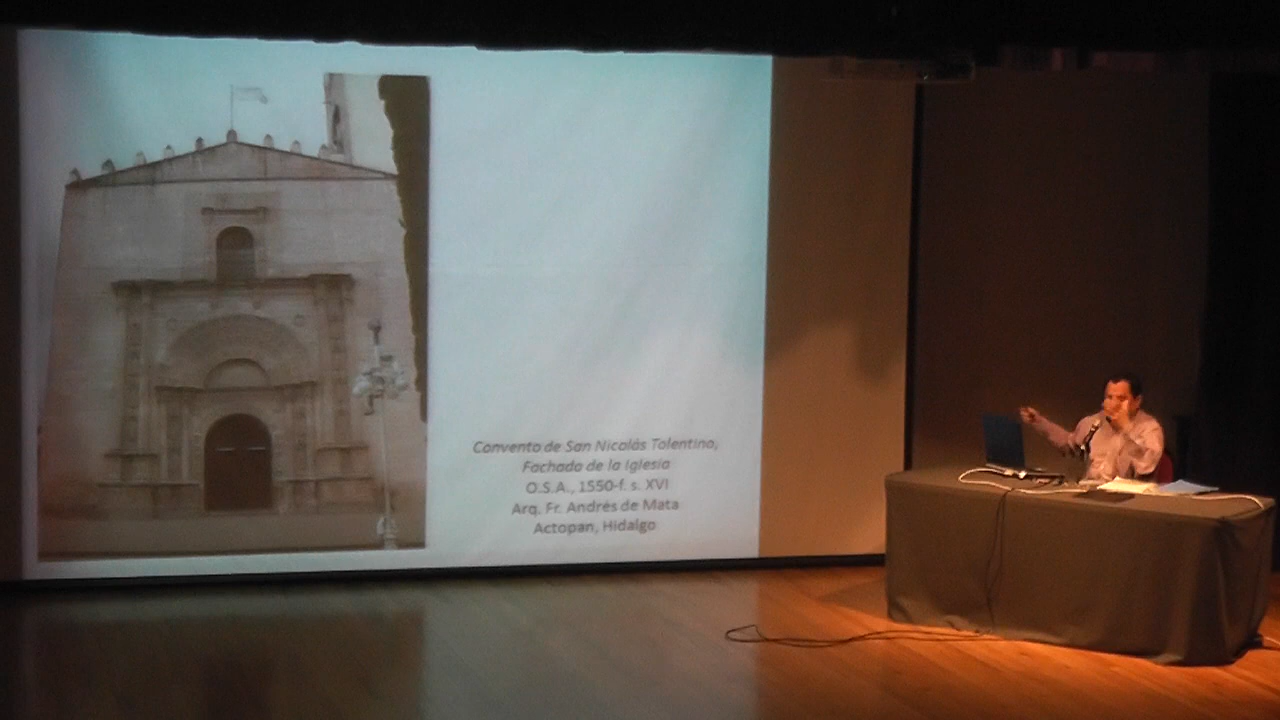 Convento de San Nicolás Tolentino,
Fachada de la Iglesia
O.S.A., 1550-f. s. XVI
Arq. Fr. Andrés de Mata
Actopan, Hidalgo